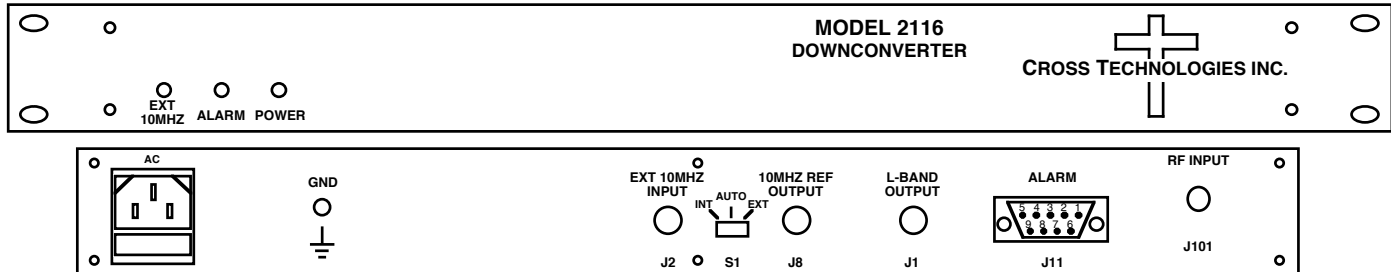 MODEL 2116
DOWNCONVERTER
CROSS TECHNOLOGIES INC.
EXT
10MHZ
ALARM
POWER
AC
GND
EXT 10MHZ
INPUT
INT
AUTO
EXT
10MHZ REF
OUTPUT
L-BAND
OUTPUT
ALARM
5 4 3 2 1
9 8 7 6
RF INPUT
J2
S1
J8
J1
J11
J101